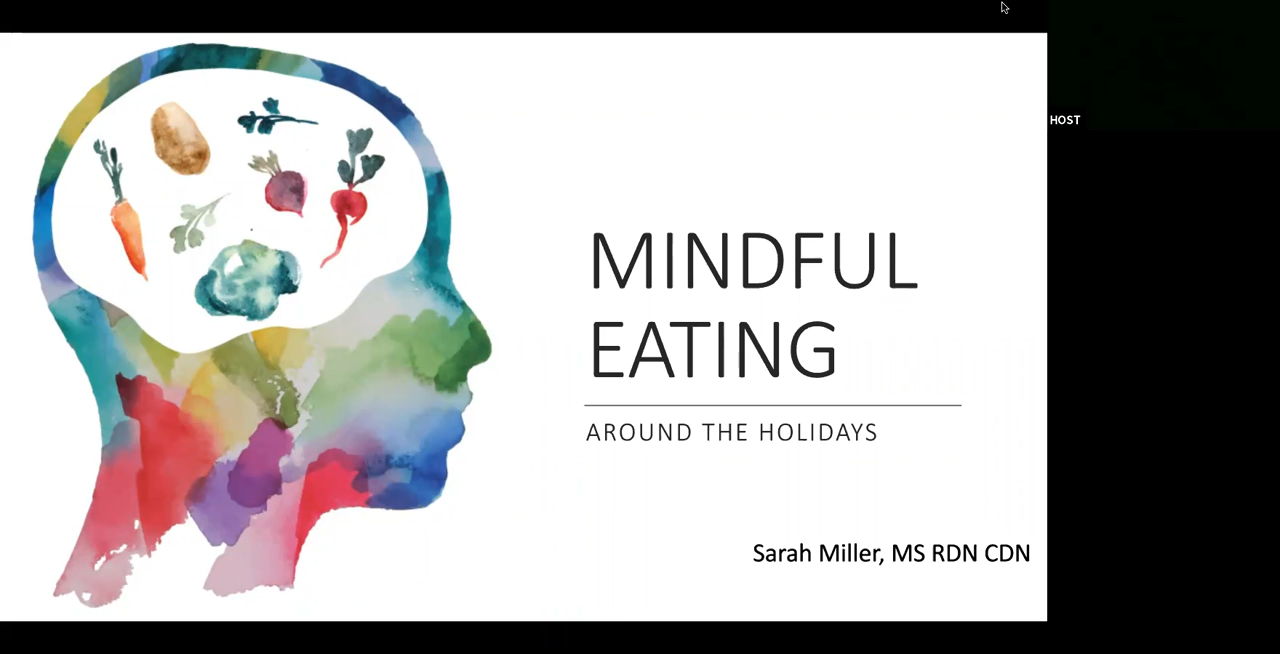 HOST
MINDFUL
EATING
AROUND THE HOLIDAYS
Sarah Miller, MS RDN CDN